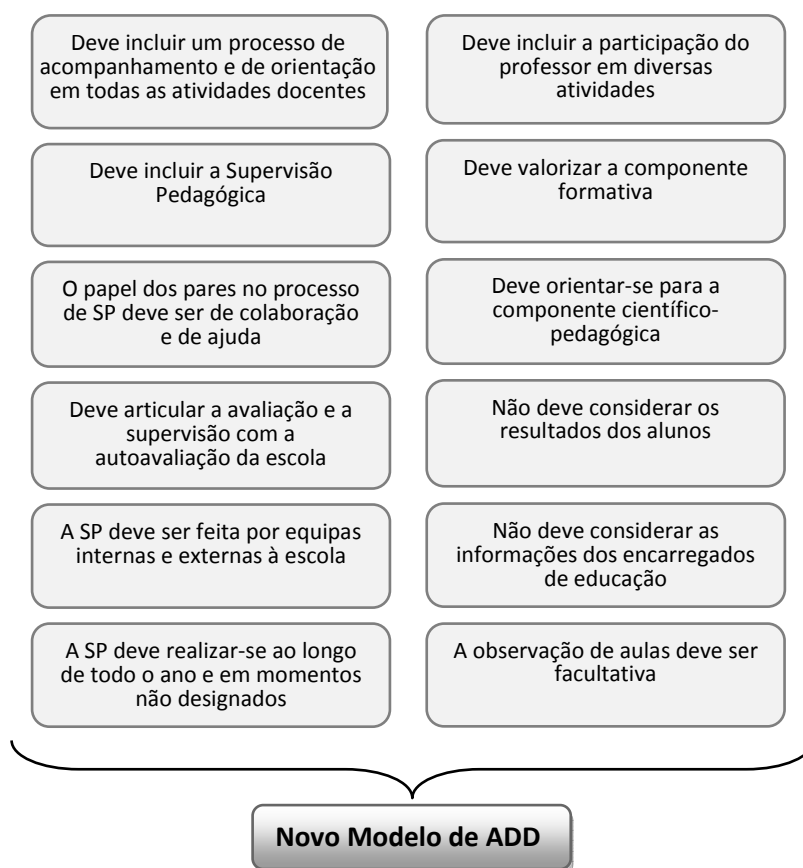 Deve incluir um processo de
acompanhamento e de orientação
em todas as atividades docentes
Deve incluir a participação do
professor em diversas
atividades
Deve incluir a Supervisão
Pedagógica
Deve valorizar a componente
formativa
O papel dos pares no processo
de SP deve ser de colaboração
e de ajuda
Deve orientar-se para a
componente científico-
pedagógica
Deve articular a avaliação e a
supervisão com a
autoavaliação da escola
Não deve considerar os
resultados dos alunos
A SP deve ser feita por equipas
internas e externas à escola
Não deve considerar as
informações dos encarregados
de educação
A SP deve realizar-se ao longo
de todo o ano e em momentos
não designados
A observação de aulas deve ser
facultativa
Novo Modelo de ADD